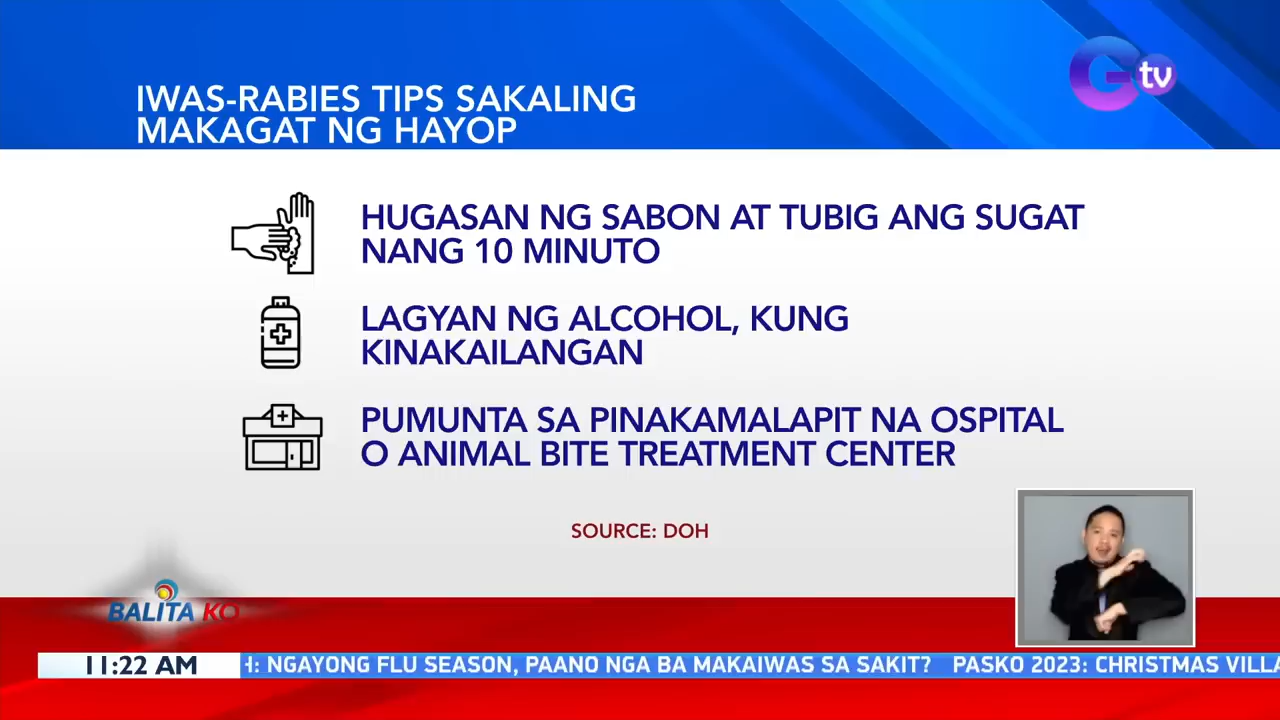 IWAS-RABIES TIPS SAKALING
MAKAGAT NG HAYOP
G tv
HUGASAN NG SABON AT TUBIG ANG SUGAT
NANG 10 MINUTO
LAGYAN NG ALCOHOL, KUNG
KINAKAILANGAN
PUMUNTA SA PINAKAMALAPIT NA OSPITAL
O ANIMAL BITE TREATMENT CENTER
SOURCE: DOH
BALITA KO
11:22 AM
H: NGAYONG FLU SEASON, PAANO NGA BA MAKAIWAS SA SAKIT? PASKO 2023: CHRISTMAS VILLA